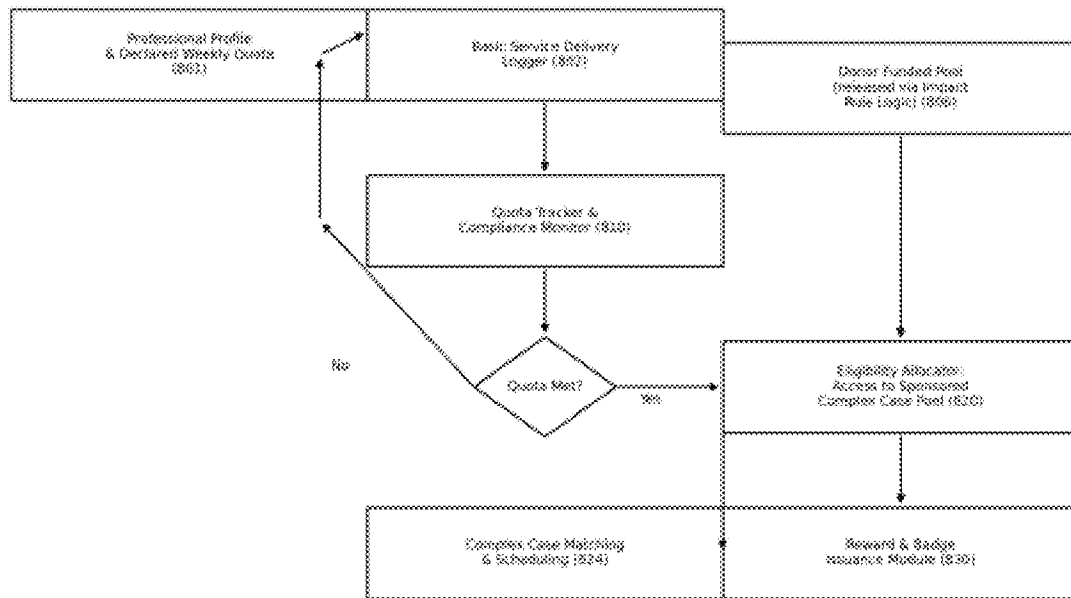 Professional Profile
& Declared Weekly Quota
(801)
Basic Service Delivery
Logger (802)
Donor Funded Pool
(released via Impact
Rule Logic) (806)
Quota Tracker &
Compliance Monitor (810)
No
Quota Met?
Yes
Eligibility Allocator:
Access to Sponsored
Complex Case Pool (820)
Complex Case Matching
& Scheduling (824)
Reward & Badge
Issuance Module (830)